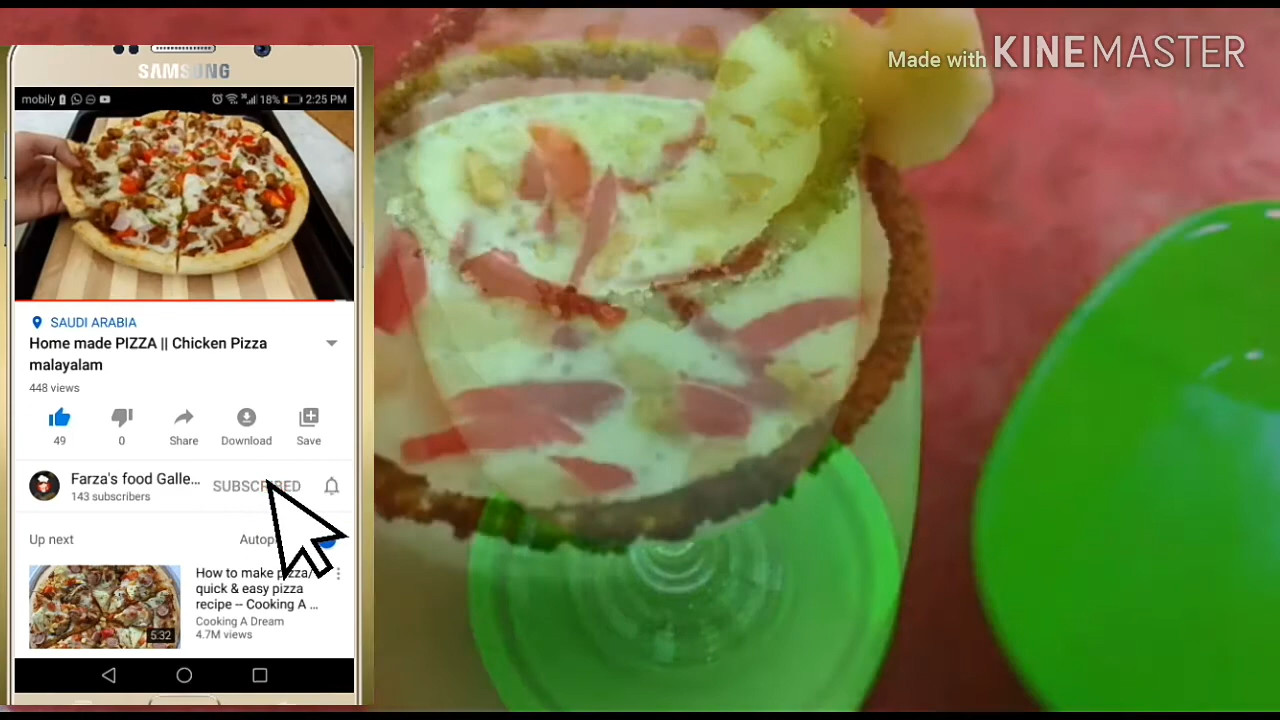 Made with KINEMASTER
SAMSUNG
mobily
18% 2:25 PM
SAUDI ARABIA
Home made PIZZA || Chicken Pizza
malayalam
448 views
49 0 Share Download Save
Farza's food Galle...
SUBSCRIBED
143 subscribers
Up next
Autop
How to make pizza/
quick & easy pizza
recipe -- Cooking A ...
Cooking A Dream
4.7M views
5:32